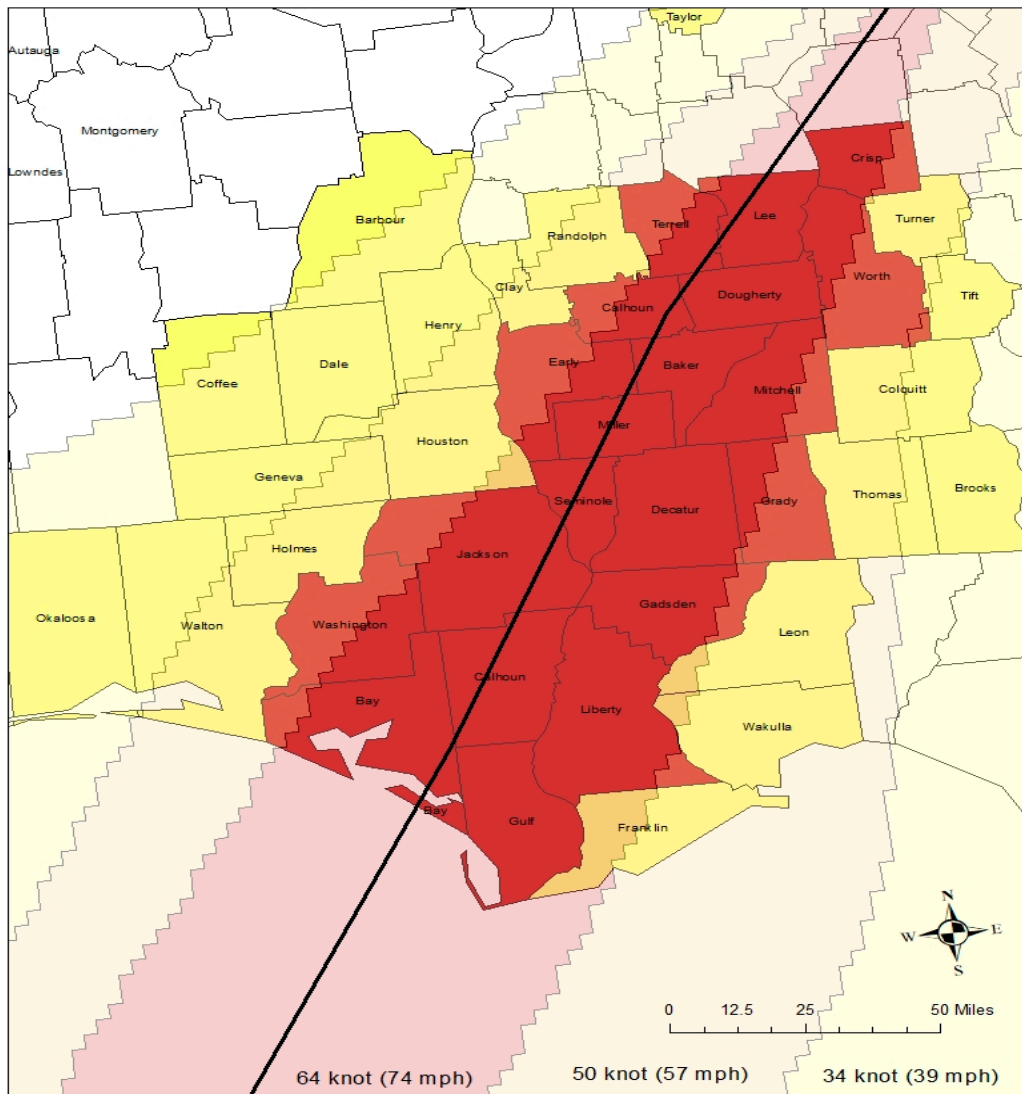 Taylor
Autauga
Montgomery
Lowndes
Crisp
Barbour
Terrell
Lee
Turner
Randolph
Clay
Worth
Calhoun
Dougherty
Tift
Henry
Dale
Early
Baker
Coffee
Mitchell
Colquitt
Miller
Houston
Geneva
Seminole
Decatur
Grady
Thomas
Brooks
Holmes
Jackson
Gadsden
Okaloosa
Walton
Washington
Leon
Calhoun
Bay
Liberty
Wakulla
Bay
Gulf
Franklin
N
W E
S
0 12.5 25 50 Miles
64 knot (74 mph) 50 knot (57 mph) 34 knot (39 mph)